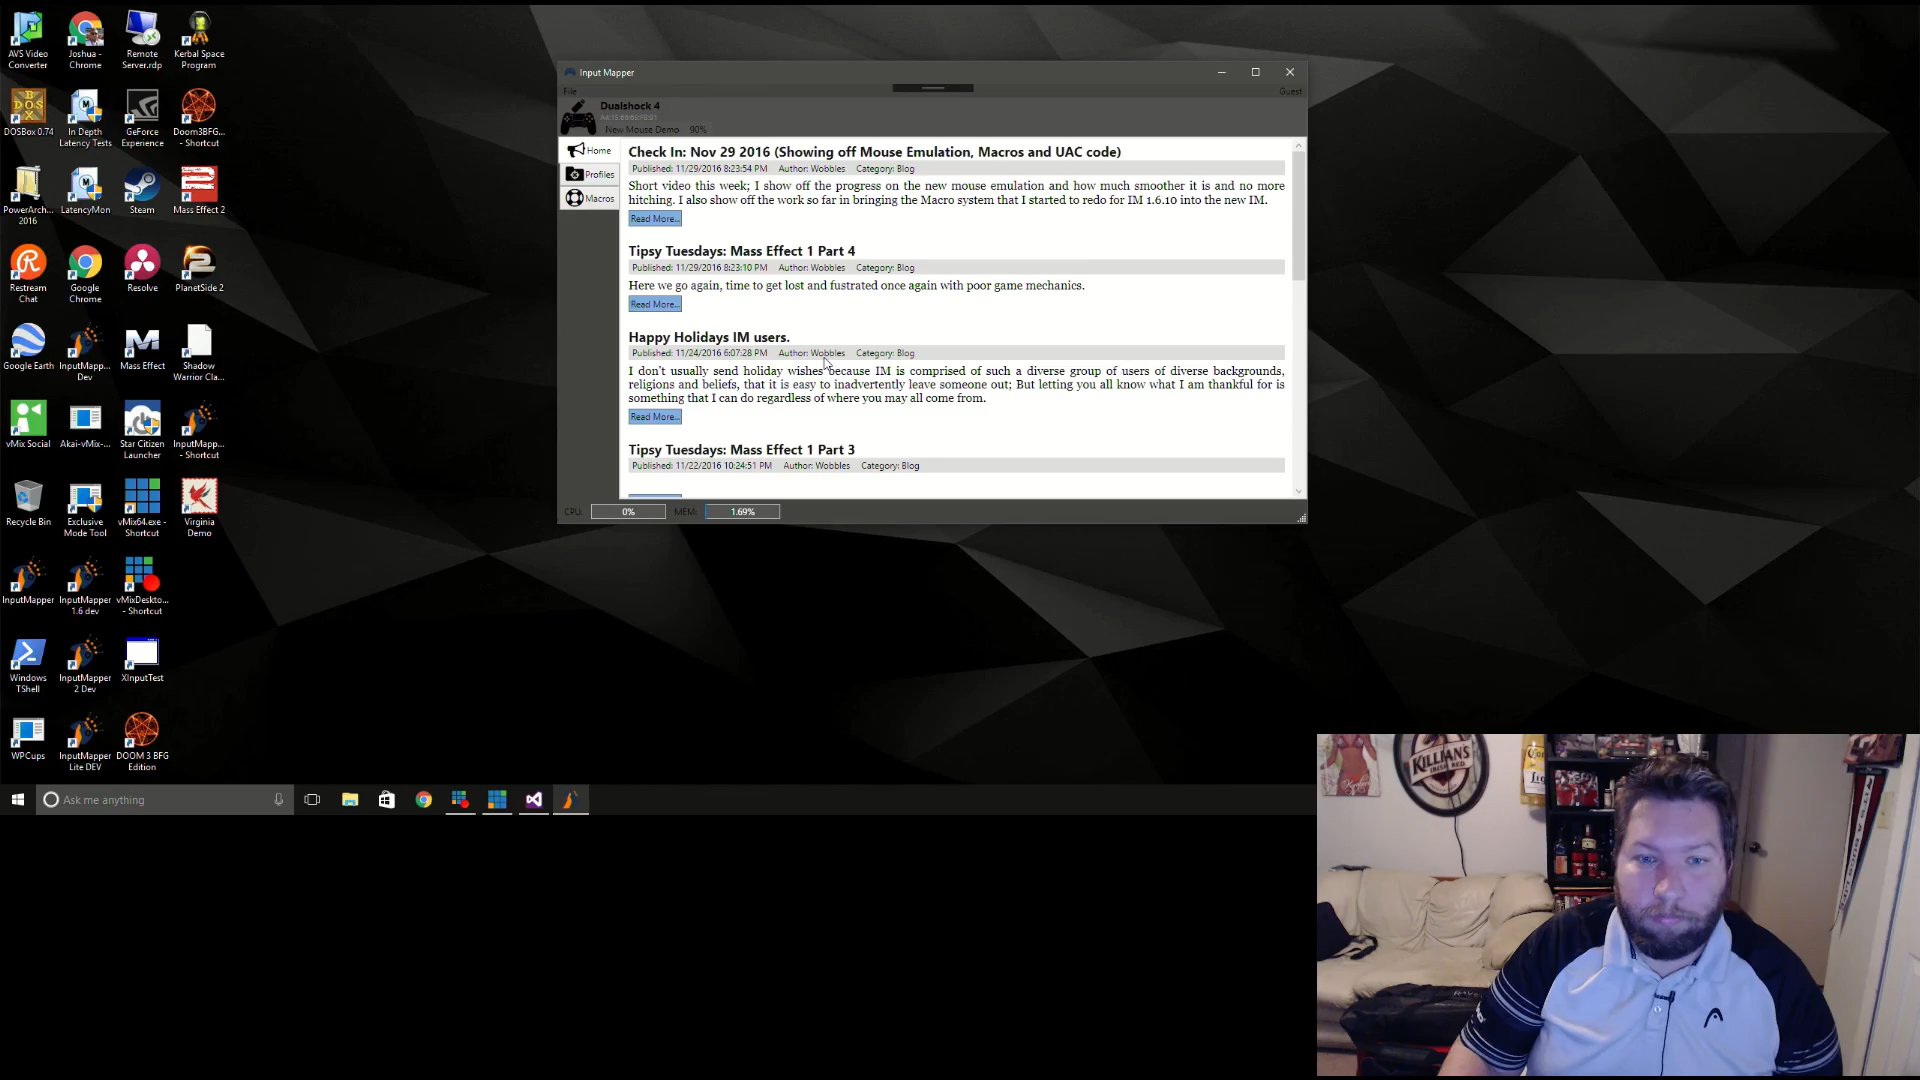 AVS Video
Converter
Joshua -
Chrome
Remote
Server.rdp
Kerbal Space
Program
DOSBox 0.74
In Depth
Latency Tests
GeForce
Experience
Doom3BFG...
- Shortcut
PowerArch...
2016
LatencyMon
Steam
Mass Effect 2
Restream
Chat
Google
Chrome
Resolve
PlanetSide 2
Google Earth
InputMapp...
Dev
Mass Effect
Shadow
Warrior Cla...
vMix Social
Akai-vMix-...
Star Citizen
Launcher
InputMapp...
- Shortcut
Recycle Bin
Exclusive
Mode Tool
vMix64.exe -
Shortcut
Virginia
Demo
InputMapper
InputMapper
1.6 dev
vMixDeskto...
- Shortcut
Windows
TShell
InputMapper
2 Dev
XInputTest
WPCups
InputMapper
Lite DEV
DOOM 3 BFG
Edition
Input Mapper
File
Guest
Dualshock 4
New Mouse Demo 90%
Home
Profiles
Macros
Check In: Nov 29 2016 (Showing off Mouse Emulation, Macros and UAC code)
Published: 11/29/2016 8:23:54 PM Author: Wobbles Category: Blog
Short video this week; I show off the progress on the new mouse emulation and how much smoother it is and no more
hitching. I also show off the work so far in bringing the Macro system that I started to redo for IM 1.6.10 into the new IM.
Read More...
Tipsy Tuesdays: Mass Effect 1 Part 4
Published: 11/29/2016 8:23:10 PM Author: Wobbles Category: Blog
Here we go again, time to get lost and fustrated once again with poor game mechanics.
Read More...
Happy Holidays IM users.
Published: 11/24/2016 6:07:28 PM Author: Wobbles Category: Blog
I don't usually send holiday wishes because IM is comprised of such a diverse group of users of diverse backgrounds,
religions and beliefs, that it is easy to inadvertently leave someone out; But letting you all know what I am thankful for is
something that I can do regardless of where you may all come from.
Read More...
Tipsy Tuesdays: Mass Effect 1 Part 3
Published: 11/22/2016 10:24:51 PM Author: Wobbles Category: Blog
CPU: 0% MEM: 1.69%
Ask me anything
KILLIAN'S
IRISH RED